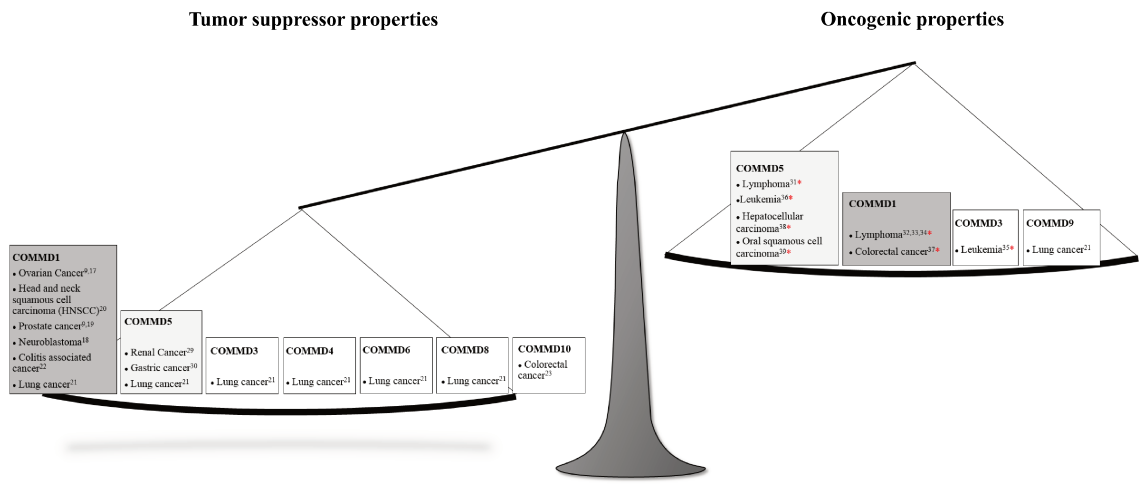 Tumor suppressor properties
Oncogenic properties
COMMD1
• Ovarian Cancer9,17
• Head and neck
squamous cell
carcinoma (HNSCC)20
• Prostate cancer9,19
• Neuroblastoma18
• Colitis associated
cancer22
• Lung cancer21
COMMD5
• Renal Cancer29
• Gastric cancer30
• Lung cancer21
COMMD3
• Lung cancer21
COMMD4
• Lung cancer21
COMMD6
• Lung cancer21
COMMD8
• Lung cancer21
COMMD10
• Colorectal
cancer23
COMMD5
• Lymphoma31*
•Leukemia36*
• Hepatocellular
carcinoma38*
• Oral squamous cell
carcinoma39*
COMMD1
• Lymphoma32,33,34*
• Colorectal cancer37*
COMMD3
• Leukemia35*
COMMD9
• Lung cancer21